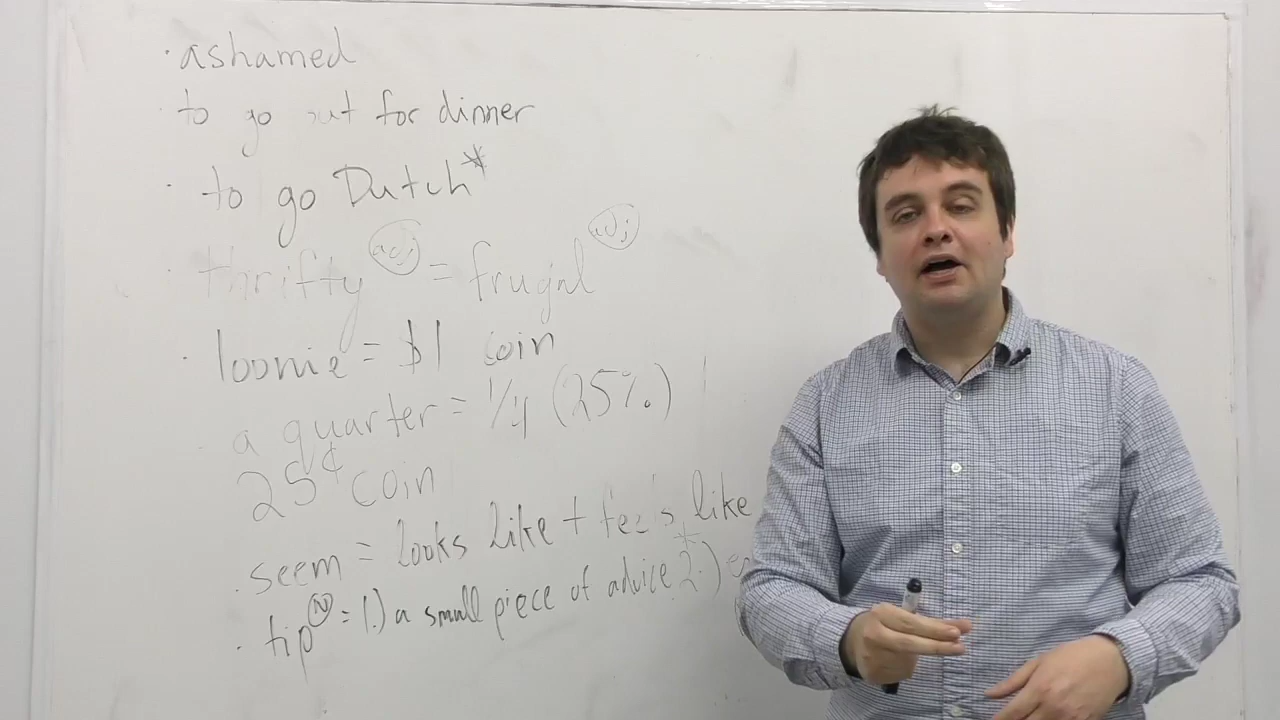 · ashamed
· to go out for dinner
· to go Dutch*
· thrifty adj = frugal adj
· loonie = $1 coin
- a quarter = 1/4 (25%)
25¢ coin
· seem = looks like + feels like
· tip (N) = 1.) a small piece of advice 2.)*